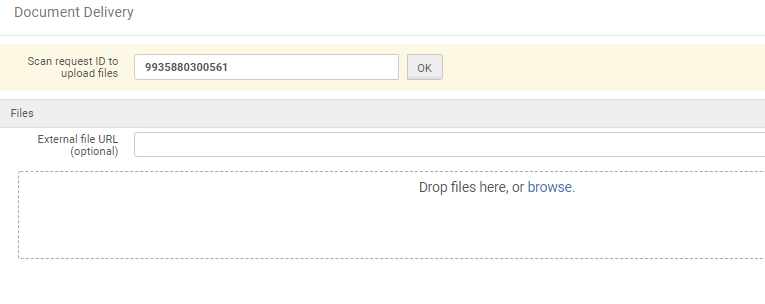 Document Delivery
Scan request ID to
upload files
9935880300561
OK
Files
External file URL
(optional)
Drop files here, or browse.